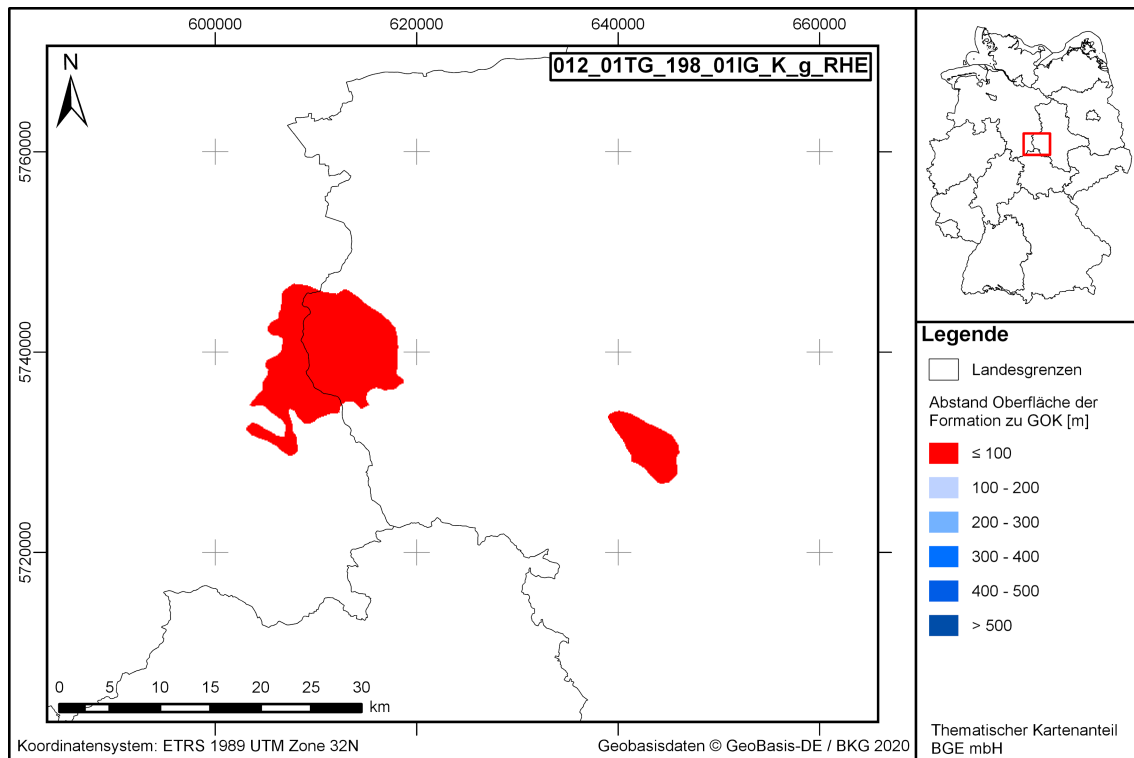 600000
620000
640000
660000
N
012_01TG_198_01IG_K_g_RHE
5760000
5740000
5720000
0 5 10 15 20 25 30
km
Koordinatensystem: ETRS 1989 UTM Zone 32N
Geobasisdaten © GeoBasis-DE / BKG 2020
Legende
Landesgrenzen
Abstand Oberfläche der
Formation zu GOK [m]
≤ 100
100 - 200
200 - 300
300 - 400
400 - 500
> 500
Thematischer Kartenanteil
BGE mbH